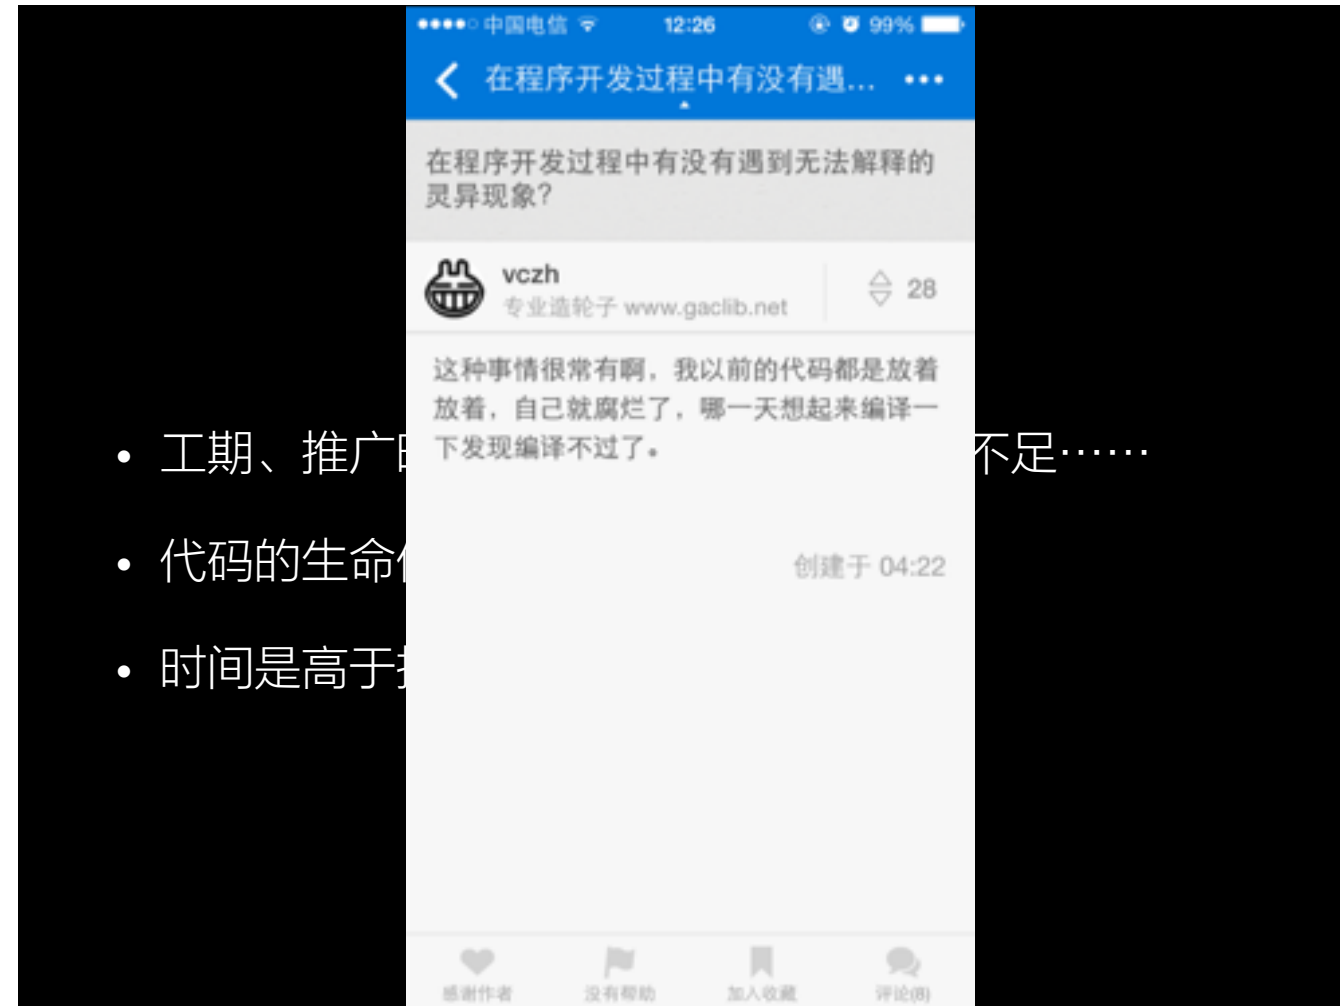 中国电信 12:26 99%
在程序开发过程中有没有遇... •••
在程序开发过程中有没有遇到无法解释的
灵异现象?
vczh
专业造轮子 www.gaclib.net
28
这种事情很常有啊，我以前的代码都是放着
放着，自己就腐烂了，哪一天想起来编译一
下发现编译不过了。
创建于 04:22
感谢作者 没有帮助 加入收藏 评论(8)
• 工期、推广 不足……
• 代码的生命
• 时间是高于